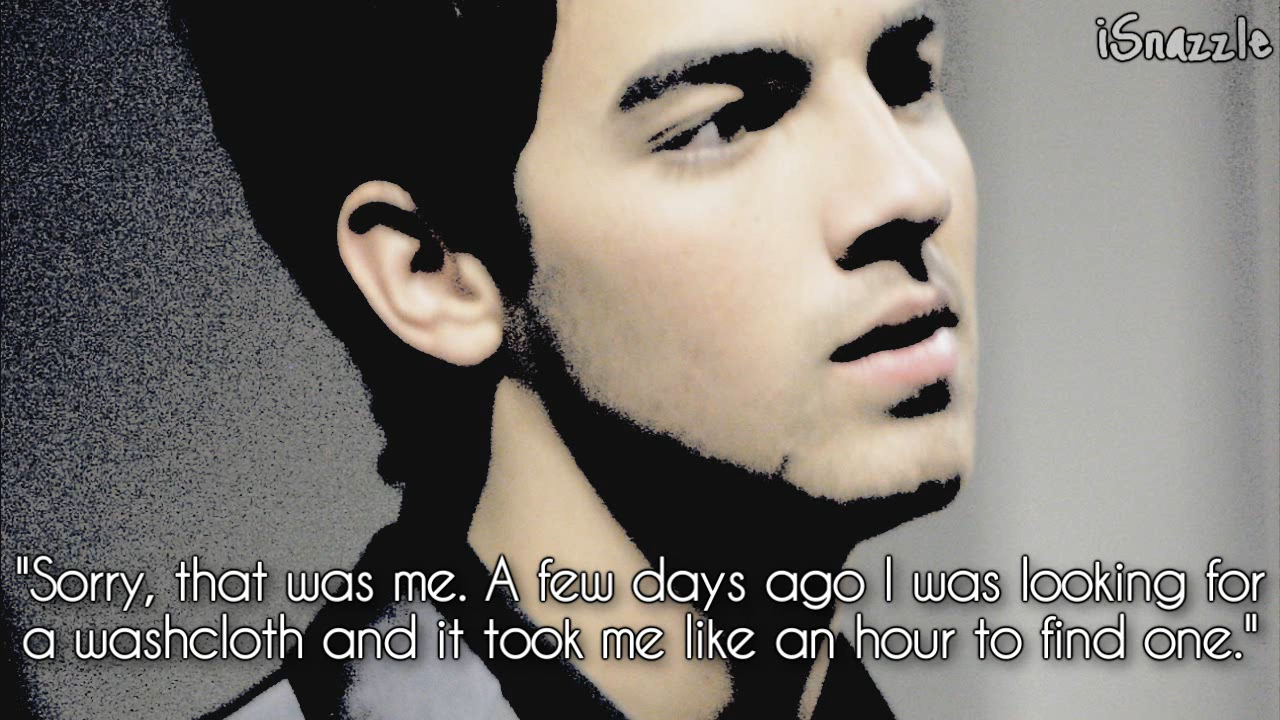 iSnazzle
"Sorry, that was me. A few days ago I was looking for
a washcloth and it took me like an hour to find one."